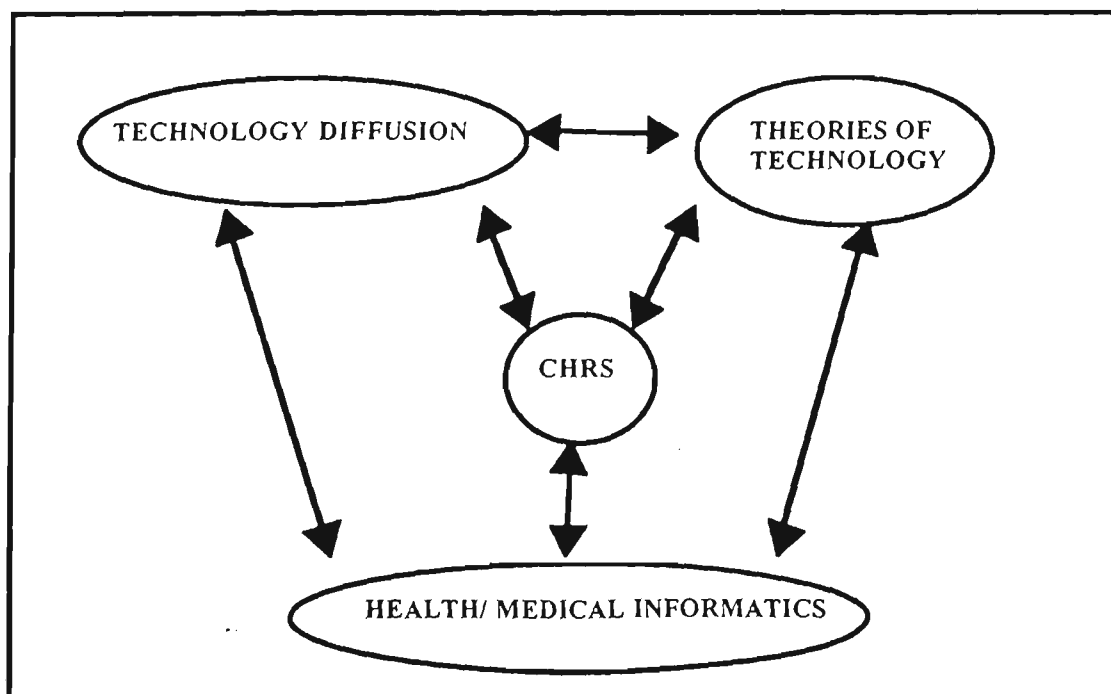 TECHNOLOGY DIFFUSION
THEORIES OF
TECHNOLOGY
CHRS
HEALTH/ MEDICAL INFORMATICS